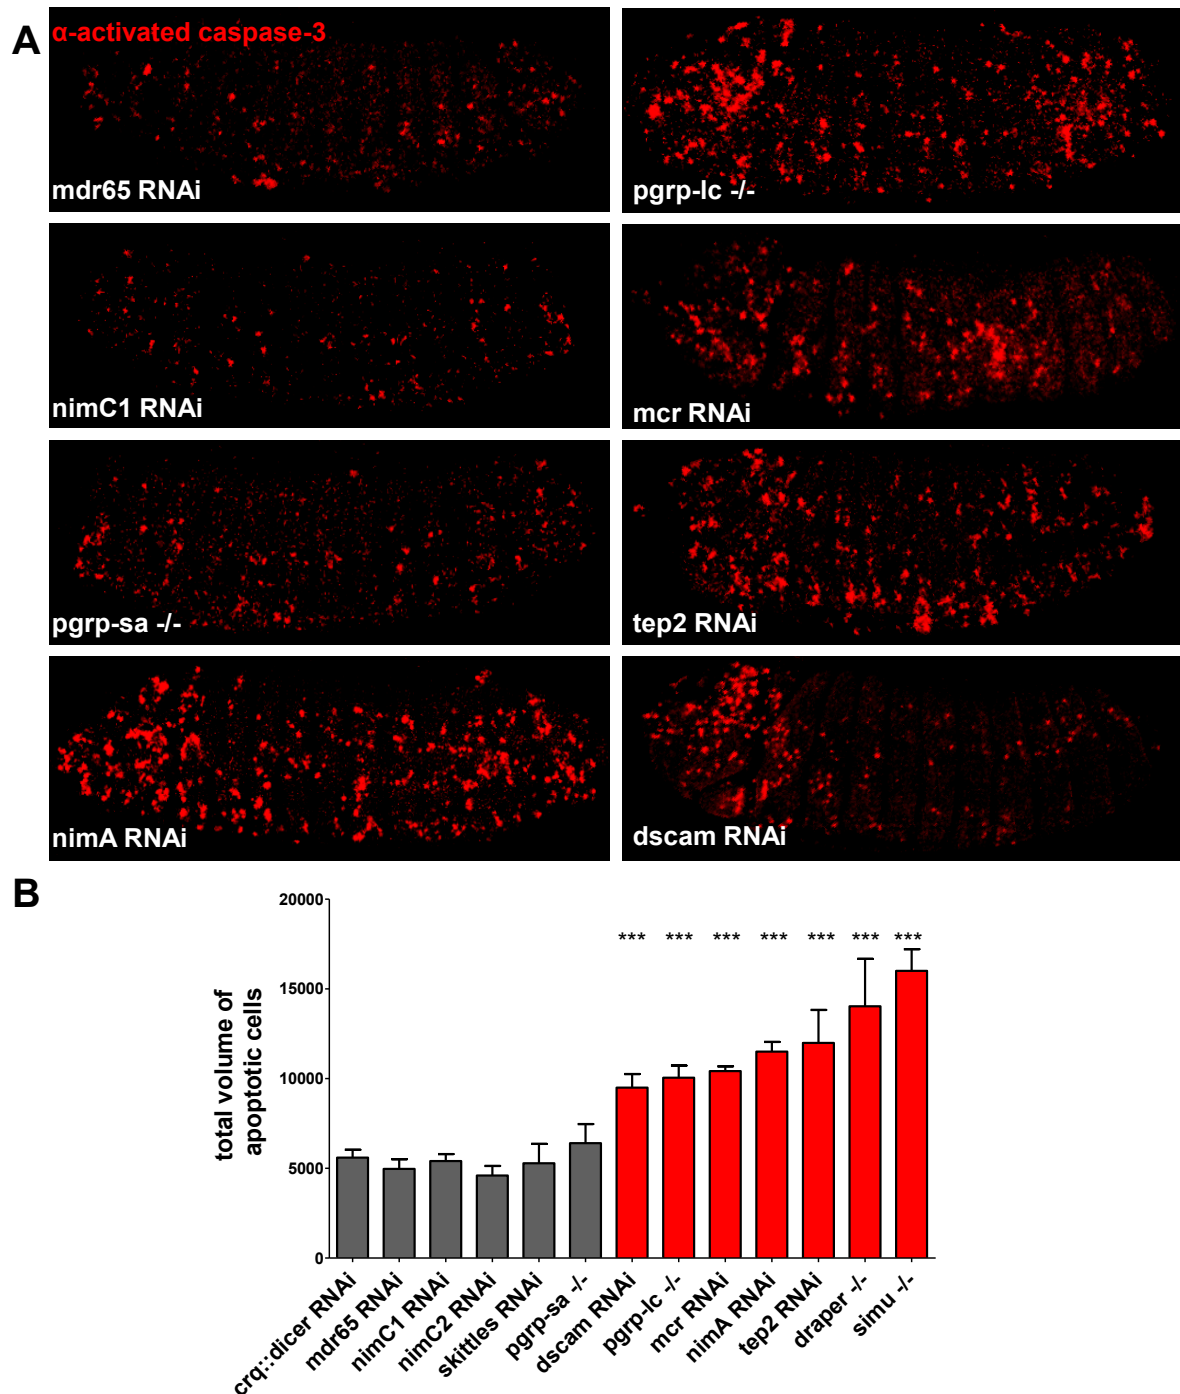 A
α-activated caspase-3
mdr65 RNAi
pgrp-lc -/-
nimC1 RNAi
mcr RNAi
pgrp-sa -/-
tep2 RNAi
nimA RNAi
dscam RNAi
B
total volume of
apoptotic cells
20000
15000
10000
5000
0
*** *** *** *** *** *** ***
crq::dicer RNAi
mdr65 RNAi
nimC1 RNAi
nimC2 RNAi
skittles RNAi
pgrp-sa -/-
dscam RNAi
pgrp-lc -/-
mcr RNAi
nimA RNAi
tep2 RNAi
draper -/-
simu -/-